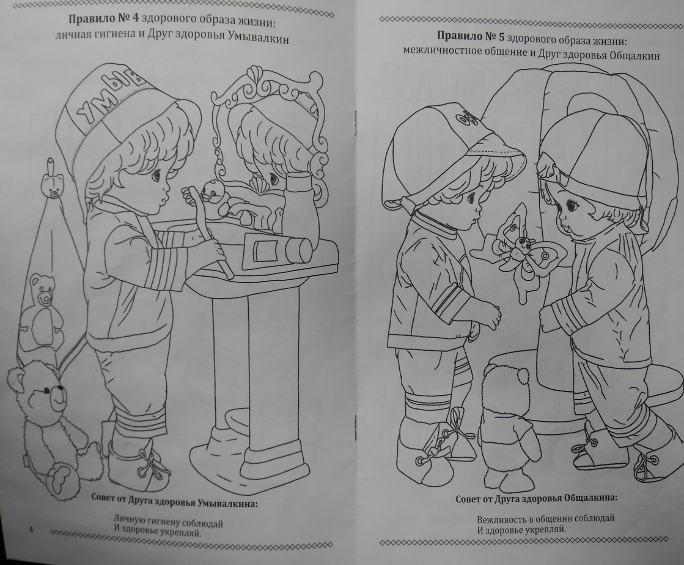 Правило № 4 здорового образа жизни:
личная гигиена и Друг здоровья Умывалкин
УМЫВ
Совет от Друга здоровья Умывалкина:
Личную гигиену соблюдай
И здоровье укрепляй.
4
Правило № 5 здорового образа жизни:
межличностное общение и Друг здоровья Общалкин
Совет от Друга здоровья Общалкина:
Вежливость в общении соблюдай
И здоровье укрепляй.